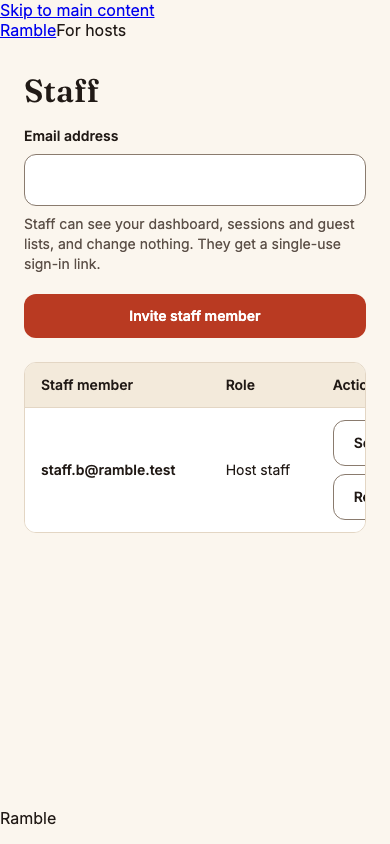 Skip to main content
RambleFor hosts
Staff
Email address
Staff can see your dashboard, sessions and guest
lists, and change nothing. They get a single-use
sign-in link.
Invite staff member
Staff member Role
staff.b@ramble.test Host staff
Ramble